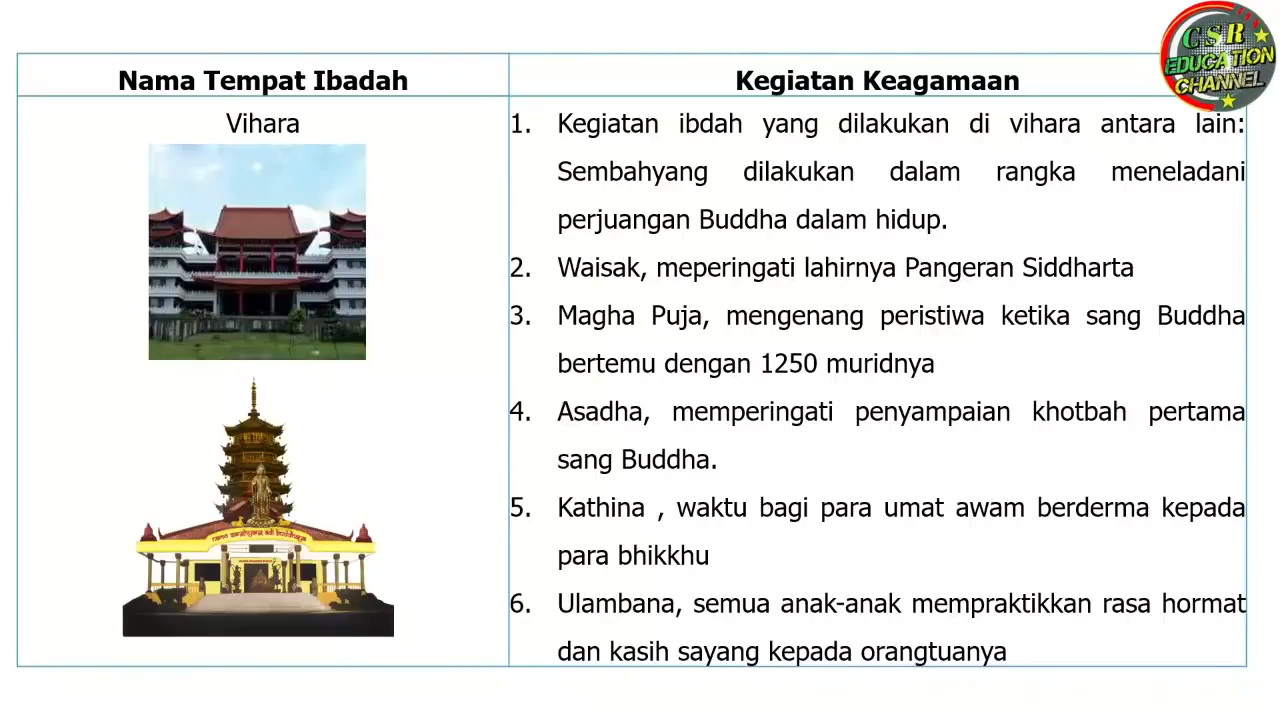 CSR
EDUCATION
CHANNEL
Nama Tempat Ibadah
Kegiatan Keagamaan
Vihara
1. Kegiatan ibdah yang dilakukan di vihara antara lain:
Sembahyang dilakukan dalam rangka meneladani
perjuangan Buddha dalam hidup.
2. Waisak, meperingati lahirnya Pangeran Siddharta
3. Magha Puja, mengenang peristiwa ketika sang Buddha
bertemu dengan 1250 muridnya
4. Asadha, memperingati penyampaian khotbah pertama
sang Buddha.
5. Kathina , waktu bagi para umat awam berderma kepada
para bhikkhu
6. Ulambana, semua anak-anak mempraktikkan rasa hormat
dan kasih sayang kepada orangtuanya